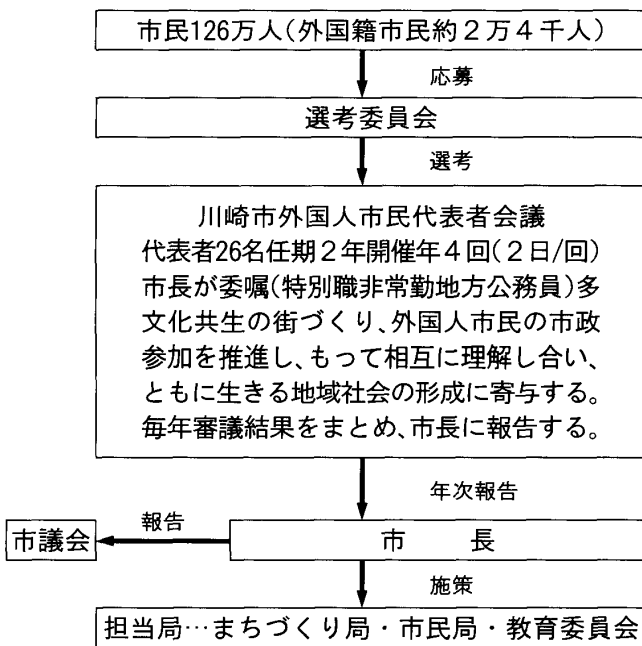 市民126万人(外国籍市民約2万4千人)
応募
選考委員会
選考
川崎市外国人市民代表者会議
代表者26名任期2年開催年4回(2日/回)
市長が委嘱(特別職非常勤地方公務員)多
文化共生の街づくり、外国人市民の市政
参加を推進し、もって相互に理解し合い、
ともに生きる地域社会の形成に寄与する。
毎年審議結果をまとめ、市長に報告する。
年次報告
市議会
報告
市長
施策
担当局…まちづくり局・市民局・教育委員会